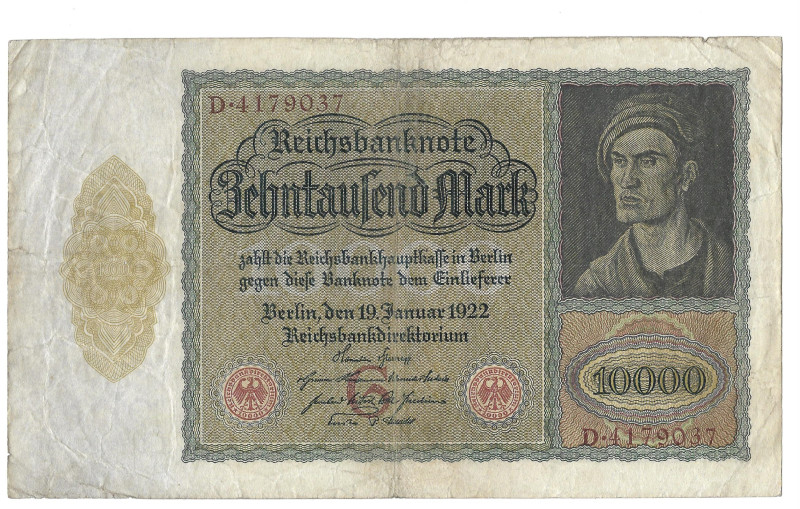 D·4179037
Reichsbanknote
Zehntausend Mark
zahlt die Reichsbankhauptkasse in Berlin
gegen diese Banknote dem Einlieferer
Berlin, den 19. Januar 1922
Reichsbankdirektorium
G
10000
D·4179037